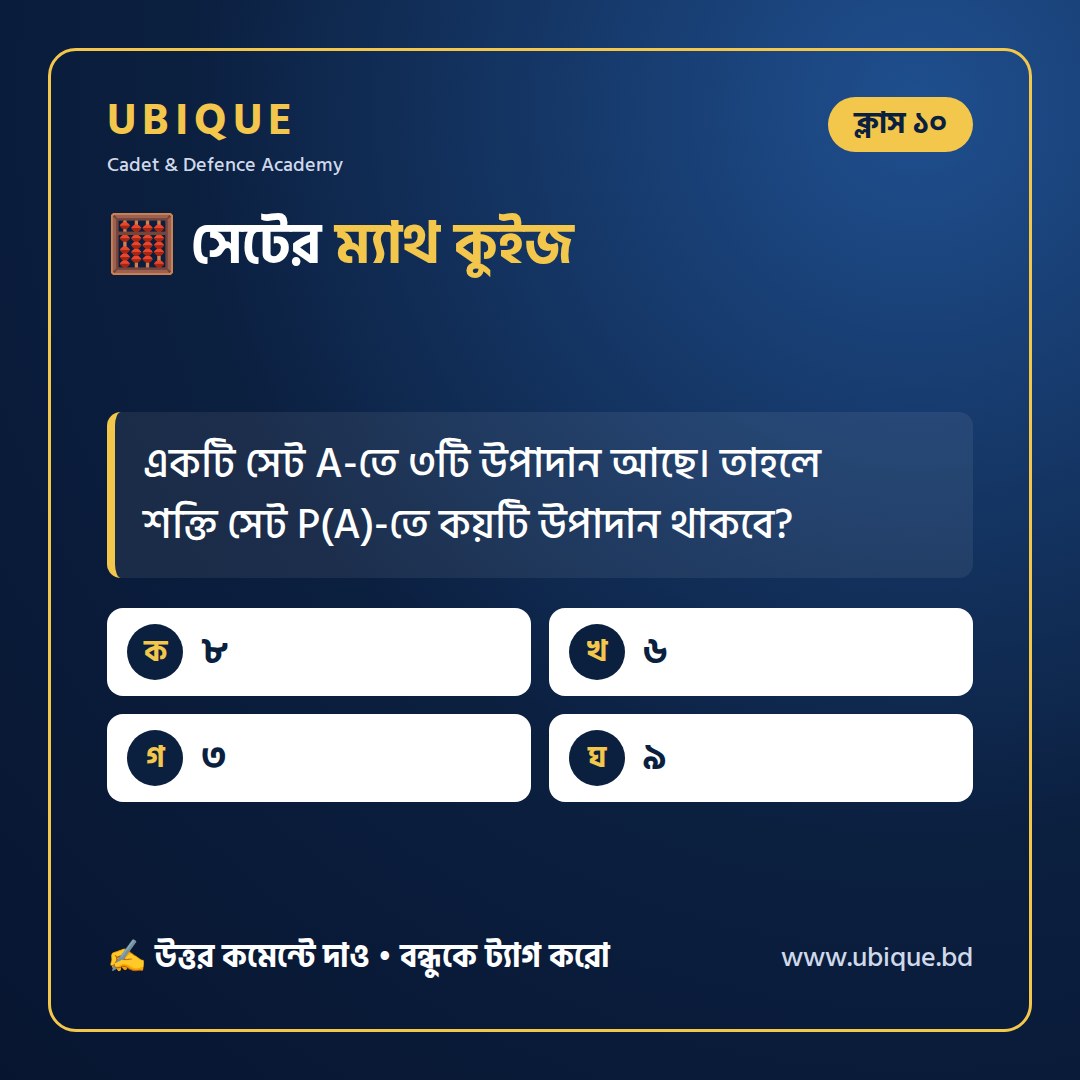 UBIQUE
Cadet & Defence Academy
ক্লাস ১০
সেটের ম্যাথ কুইজ
একটি সেট A-তে ৩টি উপাদান আছে। তাহলে
শক্তি সেট P(A)-তে কয়টি উপাদান থাকবে?
ক ৮
খ ৬
গ ৩
ঘ ৯
✍️ উত্তর কমেন্টে দাও • বন্ধুকে ট্যাগ করো
www.ubique.bd